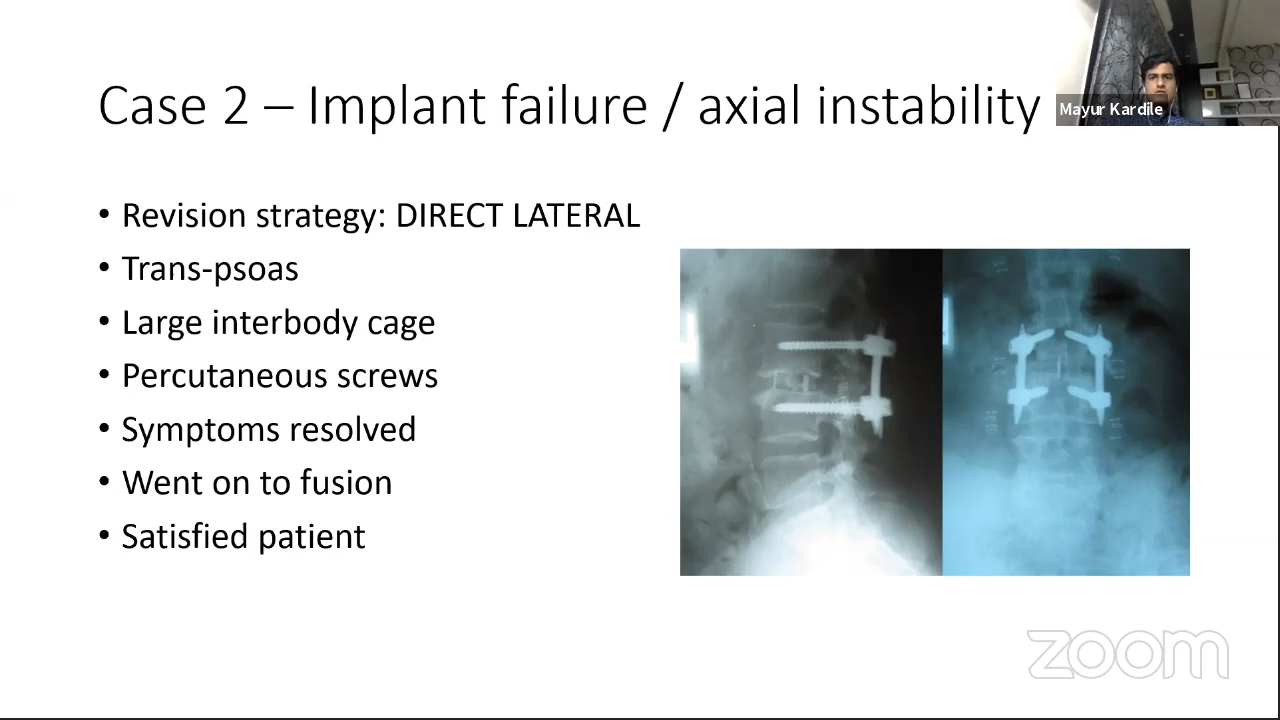 Case 2 – Implant failure / axial instability
Mayur Kardile
• Revision strategy: DIRECT LATERAL
• Trans-psoas
• Large interbody cage
• Percutaneous screws
• Symptoms resolved
• Went on to fusion
• Satisfied patient
zoom